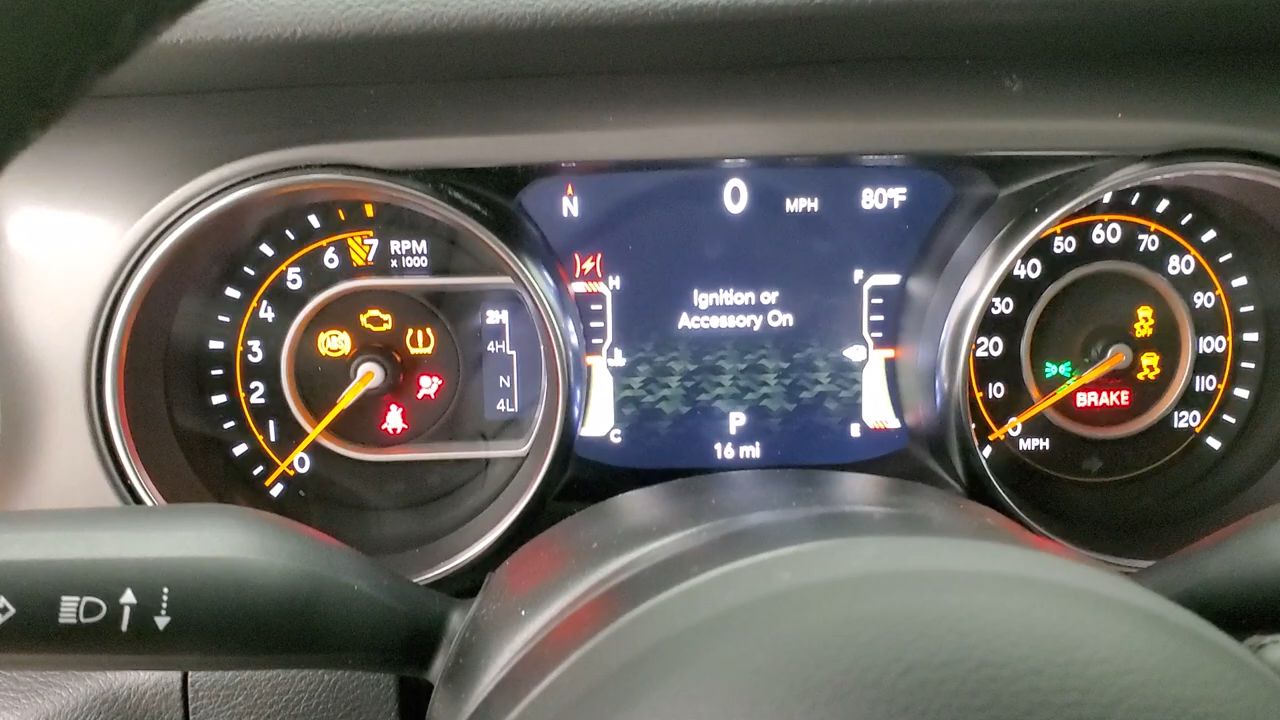 N
0 MPH
80°F
RPM
x 1000
0
1
2
3
4
5
6
7
ABS
2H
4H
N
4L
H
C
Ignition or
Accessory On
F
E
P
16 mi
0
10
20
30
40
50
60
70
80
90
100
110
120
MPH
OFF
BRAKE